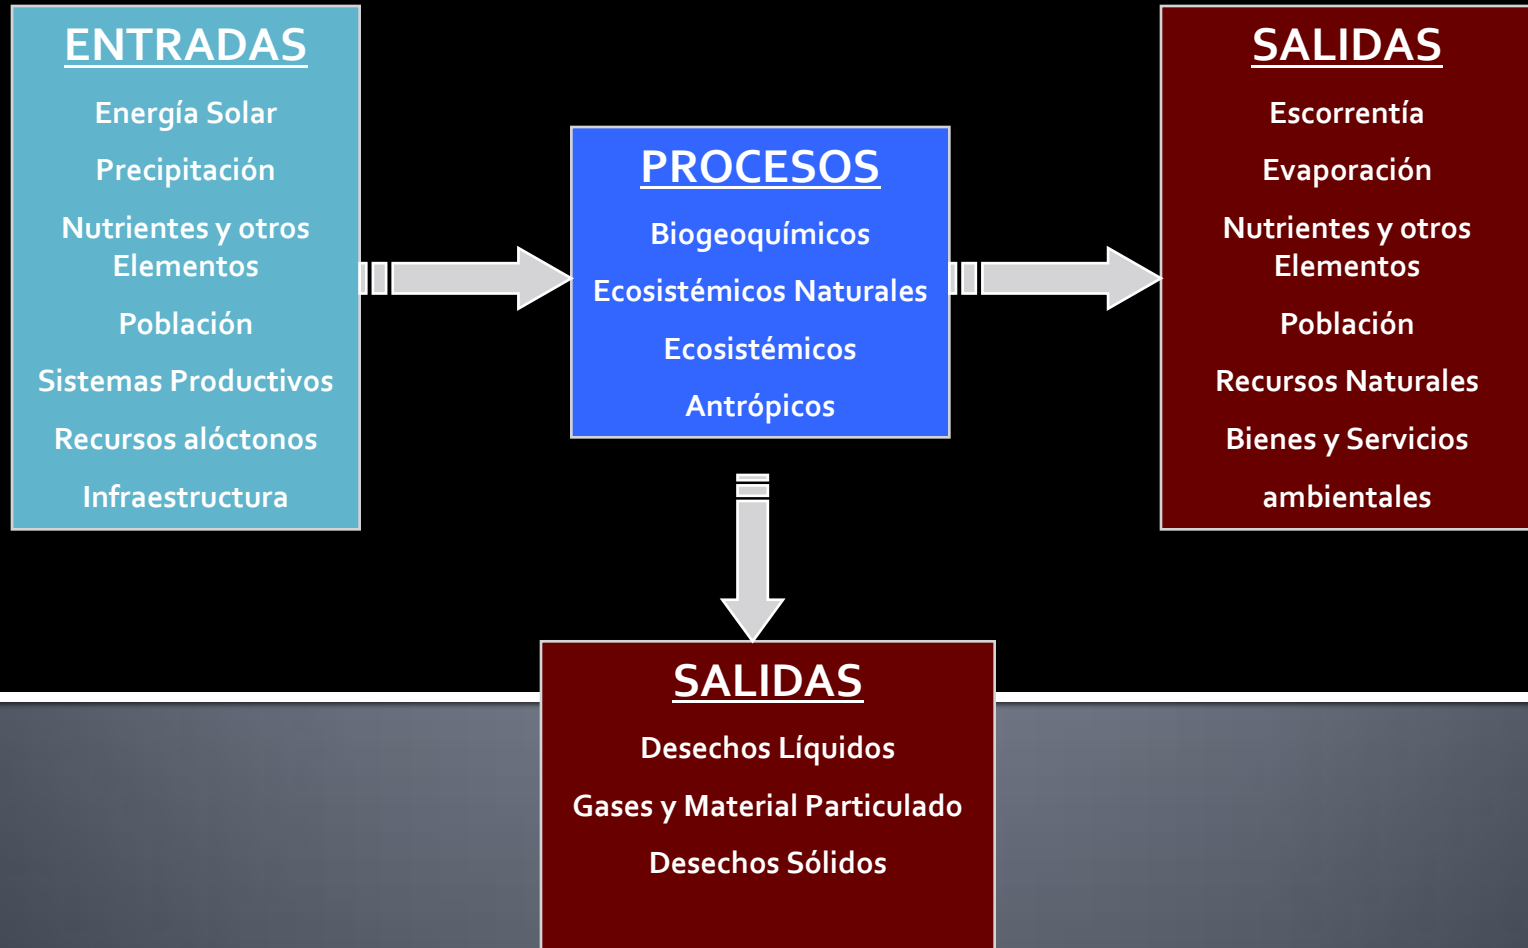 ENTRADAS
Energía Solar
Precipitación
Nutrientes y otros
Elementos
Población
Sistemas Productivos
Recursos alóctonos
Infraestructura
PROCESOS
Biogeoquímicos
Ecosistémicos Naturales
Ecosistémicos
Antrópicos
SALIDAS
Escorrentía
Evaporación
Nutrientes y otros
Elementos
Población
Recursos Naturales
Bienes y Servicios
ambientales
SALIDAS
Desechos Líquidos
Gases y Material Particulado
Desechos Sólidos